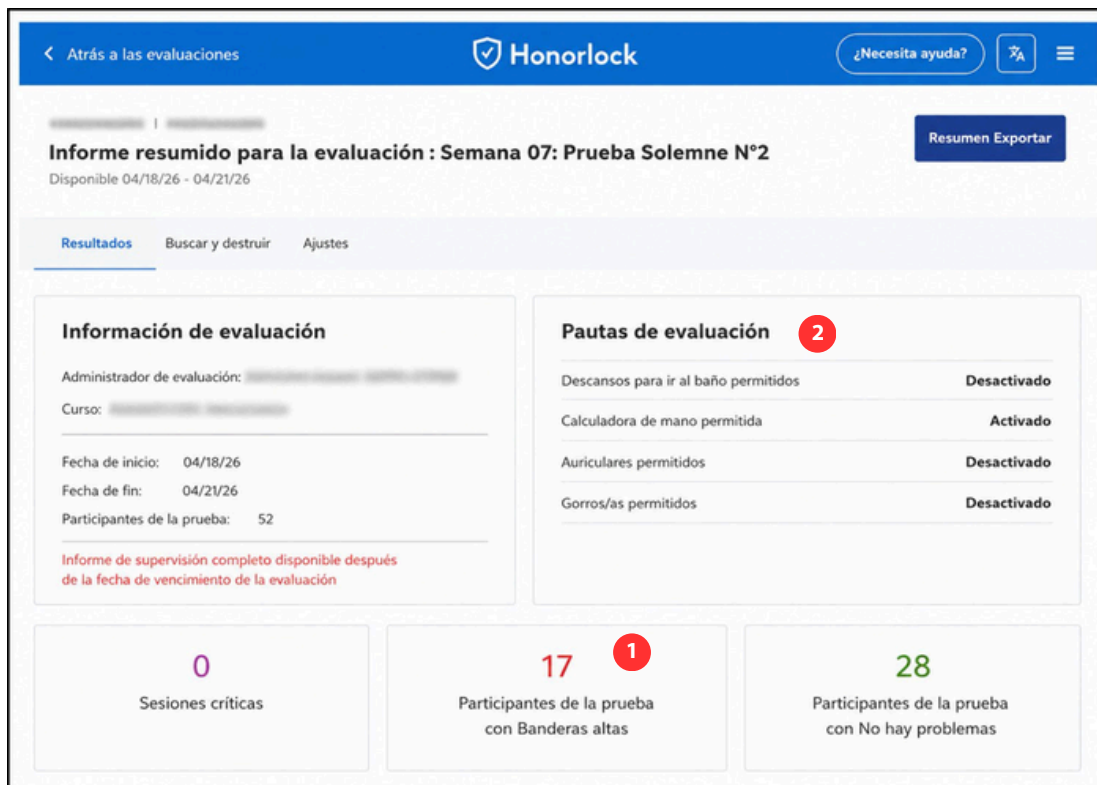 Atrás a las evaluaciones
Honorlock
¿Necesita ayuda?
|
Informe resumido para la evaluación : Semana 07: Prueba Solemne N°2
Disponible 04/18/26 - 04/21/26
Resumen Exportar
Resultados
Buscar y destruir
Ajustes
Información de evaluación
Administrador de evaluación:
Curso:
Fecha de inicio: 04/18/26
Fecha de fin: 04/21/26
Participantes de la prueba: 52
Informe de supervisión completo disponible después
de la fecha de vencimiento de la evaluación
Pautas de evaluación
2
Descansos para ir al baño permitidos Desactivado
Calculadora de mano permitida Activado
Auriculares permitidos Desactivado
Gorros/as permitidos Desactivado
0
Sesiones críticas
17
1
Participantes de la prueba
con Banderas altas
28
Participantes de la prueba
con No hay problemas